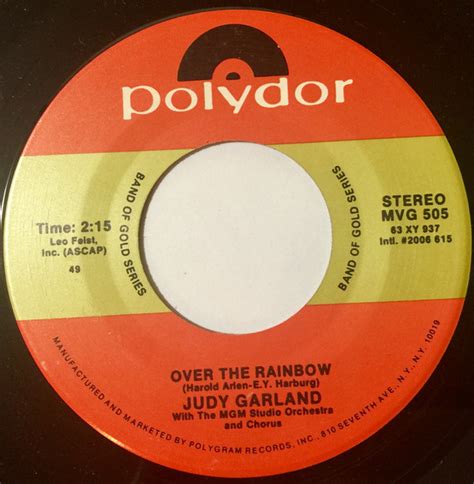 polydor
BAND OF GOLD SERIES
BAND OF GOLD SERIES
Time: 2:15
Leo Feist,
Inc. (ASCAP)
49
STEREO
MVG 505
63 XY 937
Intl. #2006 615
OVER THE RAINBOW
(Harold Arlen-E.Y. Harburg)
JUDY GARLAND
With The MGM Studio Orchestra
and Chorus
MANUFACTURED AND MARKETED BY POLYGRAM RECORDS, INC., 810 SEVENTH AVE., N.Y., N.Y. 10019